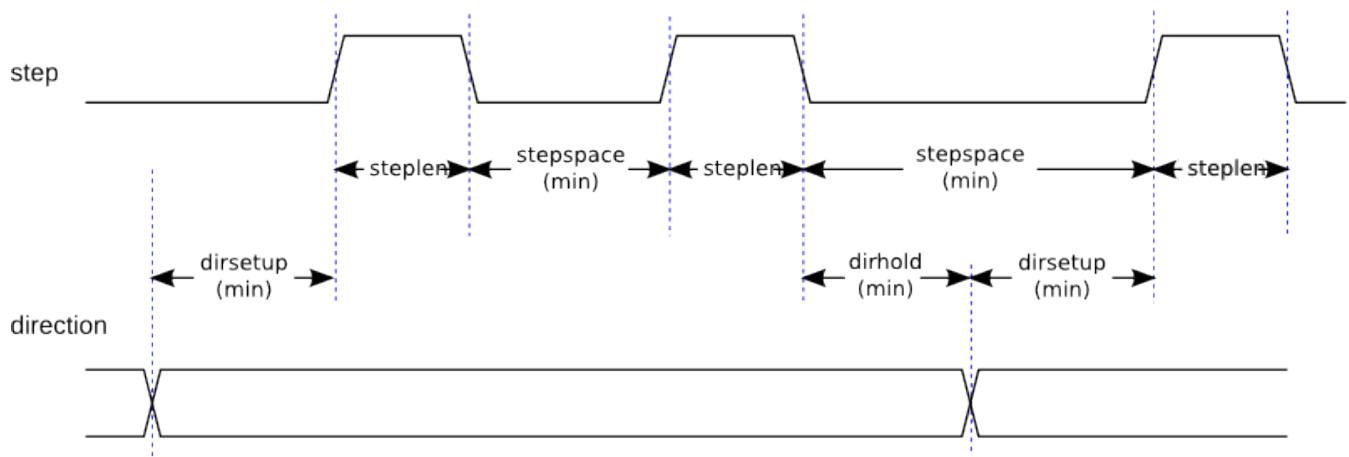 step
steplen
stepspace
(min)
steplen
stepspace
(min)
steplen
dirsetup
(min)
dirhold
(min)
dirsetup
(min)
direction